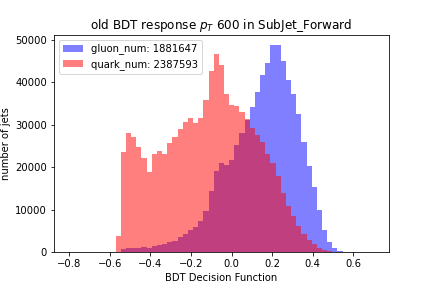 old BDT response p_T 600 in SubJet_Forward
gluon_num: 1881647
quark_num: 2387593
number of jets
50000
40000
30000
20000
10000
0
−0.8 −0.6 −0.4 −0.2 0.0 0.2 0.4 0.6
BDT Decision Function